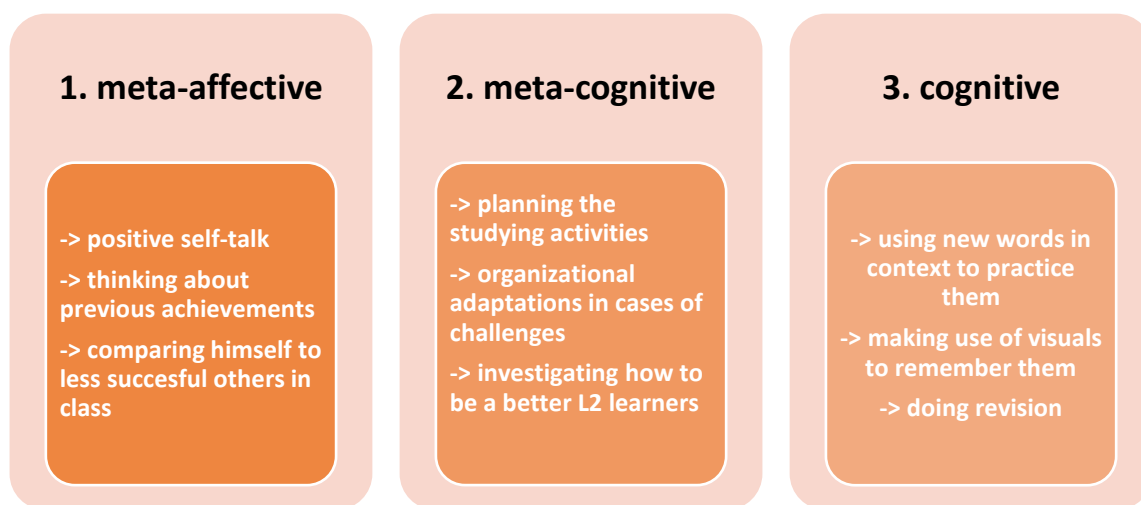 1. meta-affective
-> positive self-talk
-> thinking about
previous achievements
-> comparing himself to
less succesful others in
class
2. meta-cognitive
-> planning the
studying activities
-> organizational
adaptations in cases of
challenges
-> investigating how to
be a better L2 learners
3. cognitive
-> using new words in
context to practice
them
-> making use of visuals
to remember them
-> doing revision